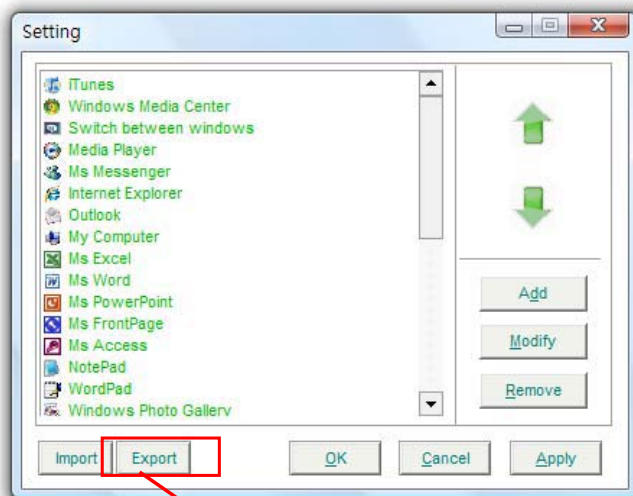 Setting
iTunes
Windows Media Center
Switch between windows
Media Player
Ms Messenger
Internet Explorer
Outlook
My Computer
Ms Excel
Ms Word
Ms PowerPoint
Ms FrontPage
Ms Access
NotePad
WordPad
Windows Photo Gallery
Add
Modify
Remove
Import Export OK Cancel Apply